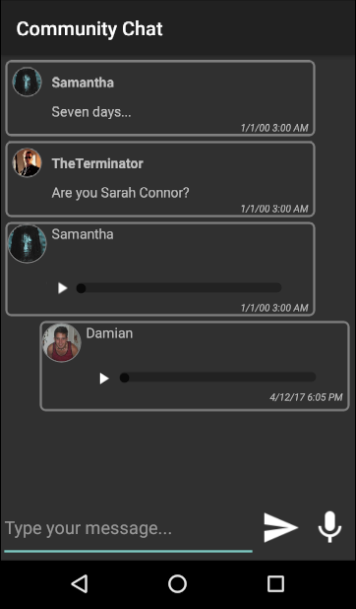 Community Chat
Samantha
Seven days...
1/1/00 3:00 AM
TheTerminator
Are you Sarah Connor?
1/1/00 3:00 AM
Samantha
1/1/00 3:00 AM
Damian
4/12/17 6:05 PM
Type your message...